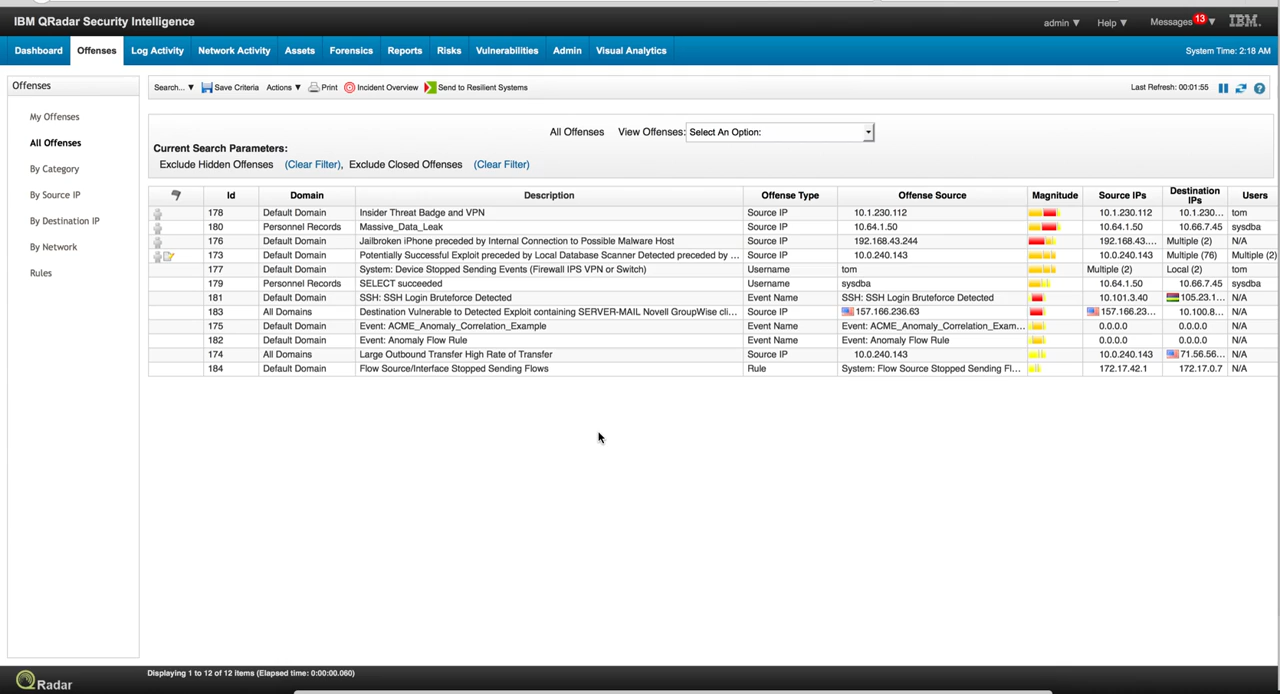 IBM QRadar Security Intelligence
admin ▼ Help ▼ Messages 13 ▼ IBM.
Dashboard Offenses Log Activity Network Activity Assets Forensics Reports Risks Vulnerabilities Admin Visual Analytics System Time: 2:18 AM
Offenses
My Offenses
All Offenses
By Category
By Source IP
By Destination IP
By Network
Rules
Search... ▼ Save Criteria Actions ▼ Print Incident Overview Send to Resilient Systems Last Refresh: 00:01:55
All Offenses View Offenses: Select An Option:
Current Search Parameters:
Exclude Hidden Offenses (Clear Filter), Exclude Closed Offenses (Clear Filter)
Id Domain Description Offense Type Offense Source Magnitude Source IPs Destination IPs Users
178 Default Domain Insider Threat Badge and VPN Source IP 10.1.230.112 10.1.230.112 10.1.230... tom
180 Personnel Records Massive_Data_Leak Source IP 10.64.1.50 10.64.1.50 10.66.7.45 sysdba
176 Default Domain Jailbroken iPhone preceded by Internal Connection to Possible Malware Host Source IP 192.168.43.244 192.168.43.... Multiple (2) N/A
173 Default Domain Potentially Successful Exploit preceded by Local Database Scanner Detected preceded by ... Source IP 10.0.240.143 10.0.240.143 Multiple (76) Multiple (2)
177 Default Domain System: Device Stopped Sending Events (Firewall IPS VPN or Switch) Username tom Multiple (2) Local (2) tom
179 Personnel Records SELECT succeeded Username sysdba 10.64.1.50 10.66.7.45 sysdba
181 Default Domain SSH: SSH Login Bruteforce Detected Event Name SSH: SSH Login Bruteforce Detected 10.101.3.40 105.23.1... N/A
183 All Domains Destination Vulnerable to Detected Exploit containing SERVER-MAIL Novell GroupWise cli... Source IP 157.166.236.63 157.166.23... 10.100.8... N/A
175 Default Domain Event: ACME_Anomaly_Correlation_Example Event Name Event: ACME_Anomaly_Correlation_Exam... 0.0.0.0 0.0.0.0 N/A
182 Default Domain Event: Anomaly Flow Rule Event Name Event: Anomaly Flow Rule 0.0.0.0 0.0.0.0 N/A
174 All Domains Large Outbound Transfer High Rate of Transfer Source IP 10.0.240.143 10.0.240.143 71.56.56... N/A
184 Default Domain Flow Source/Interface Stopped Sending Flows Rule System: Flow Source Stopped Sending Fl... 172.17.42.1 172.17.0.7 N/A
Displaying 1 to 12 of 12 items (Elapsed time: 0:00:00.060)
QRadar